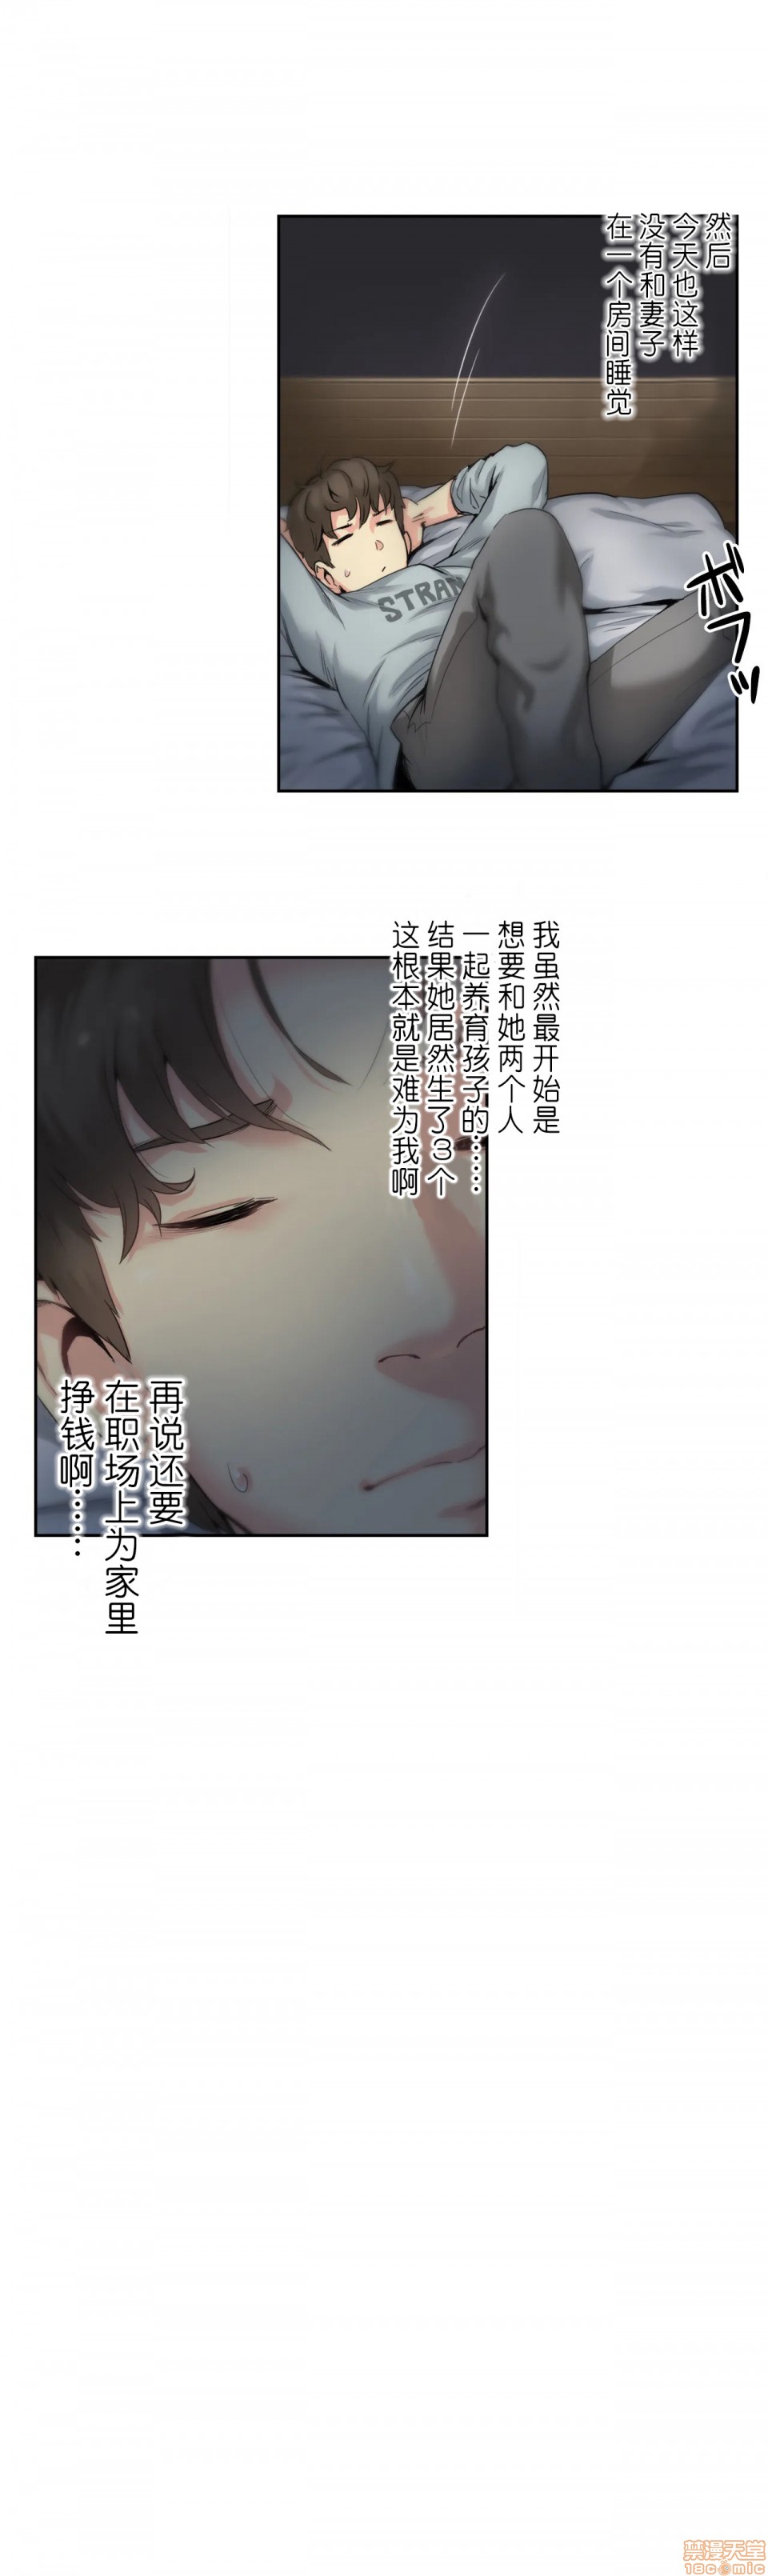 然后
今天也这样
没有和妻子
在一个房间睡觉
STRAN
ボフッ
我虽然最开始是
想要和她两个人
一起养育孩子的……
结果她居然生了3个
这根本就是难为我啊
再说还要
在职场上为家里
挣钱啊……
禁漫天堂
18comic